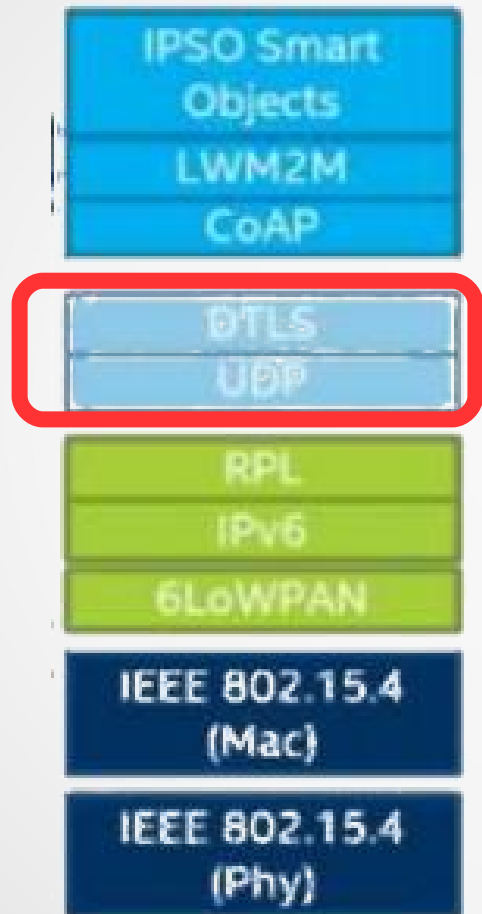 IPSO Smart
Objects
LWM2M
CoAP
DTLS
UDP
RPL
IPv6
6LoWPAN
IEEE 802.15.4
(Mac)
IEEE 802.15.4
(Phy)